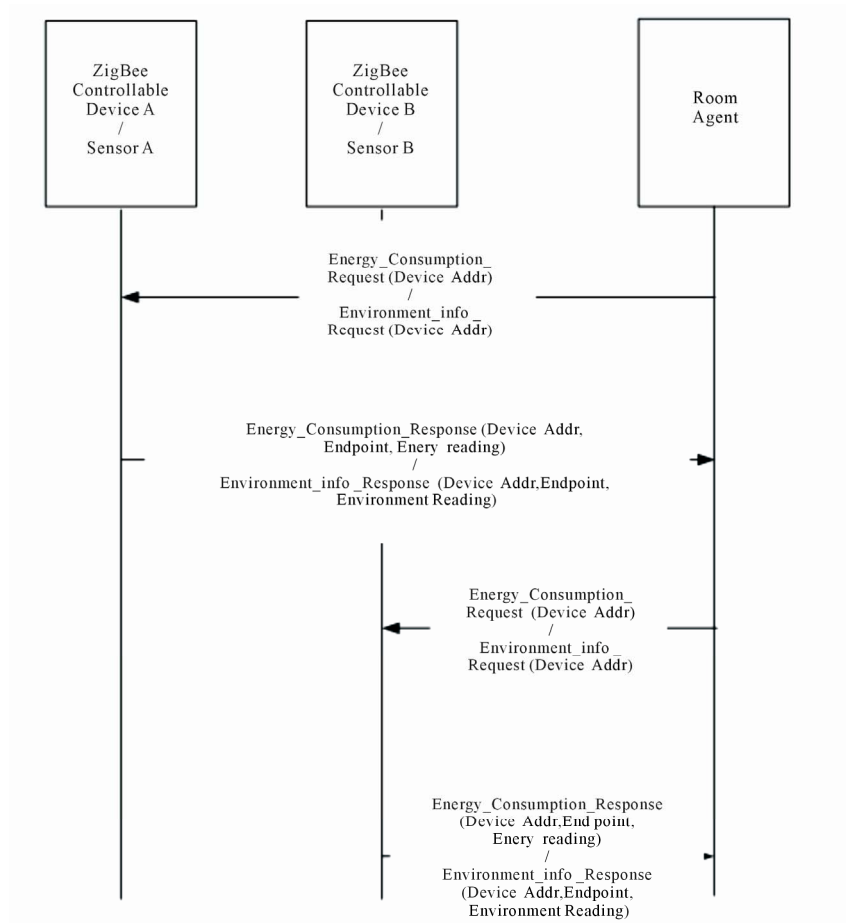 ZigBee
Controllable
Device A
/
Sensor A
ZigBee
Controllable
Device B
/
Sensor B
Room
Agent
Energy_Consumption_
Request (Device Addr)
/
Environment_info _
Request (Device Addr)
Energy_Consumption_Response (Device Addr,
Endpoint, Enery reading)
/
Environment_info _Response (Device Addr,Endpoint,
Environment Reading)
Energy_Consumption_
Request (Device Addr)
/
Environment_info _
Request (Device Addr)
Energy_Consumption_Response
(Device Addr,End point,
Enery reading)
/
Environment_info _Response
(Device Addr,Endpoint,
Environment Reading)